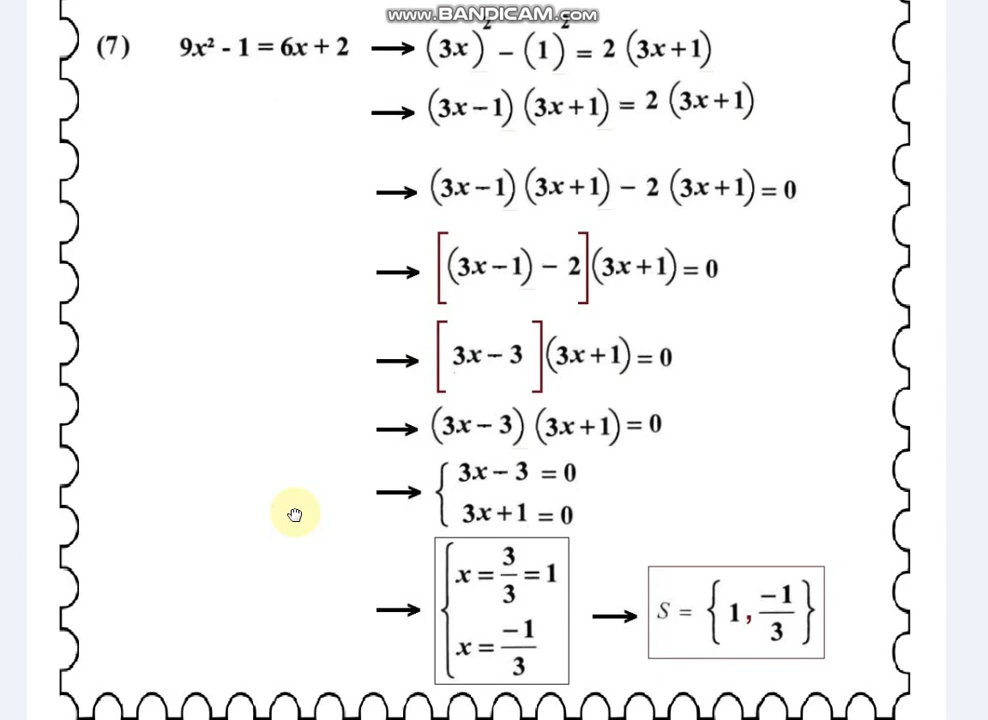 www.BANDICAM.com
(7) 9x² - 1 = 6x + 2 → (3x)² − (1)² = 2 (3x+1)
→ (3x−1) (3x+1) = 2 (3x+1)
→ (3x−1) (3x+1) − 2 (3x+1) = 0
→ [(3x−1) − 2](3x+1) = 0
→ [3x − 3](3x+1) = 0
→ (3x − 3) (3x+1) = 0
→ { 3x − 3 = 0
3x+1 = 0
→ { x = 3/3 = 1
x = −1/3
→ S = {1, −1/3}